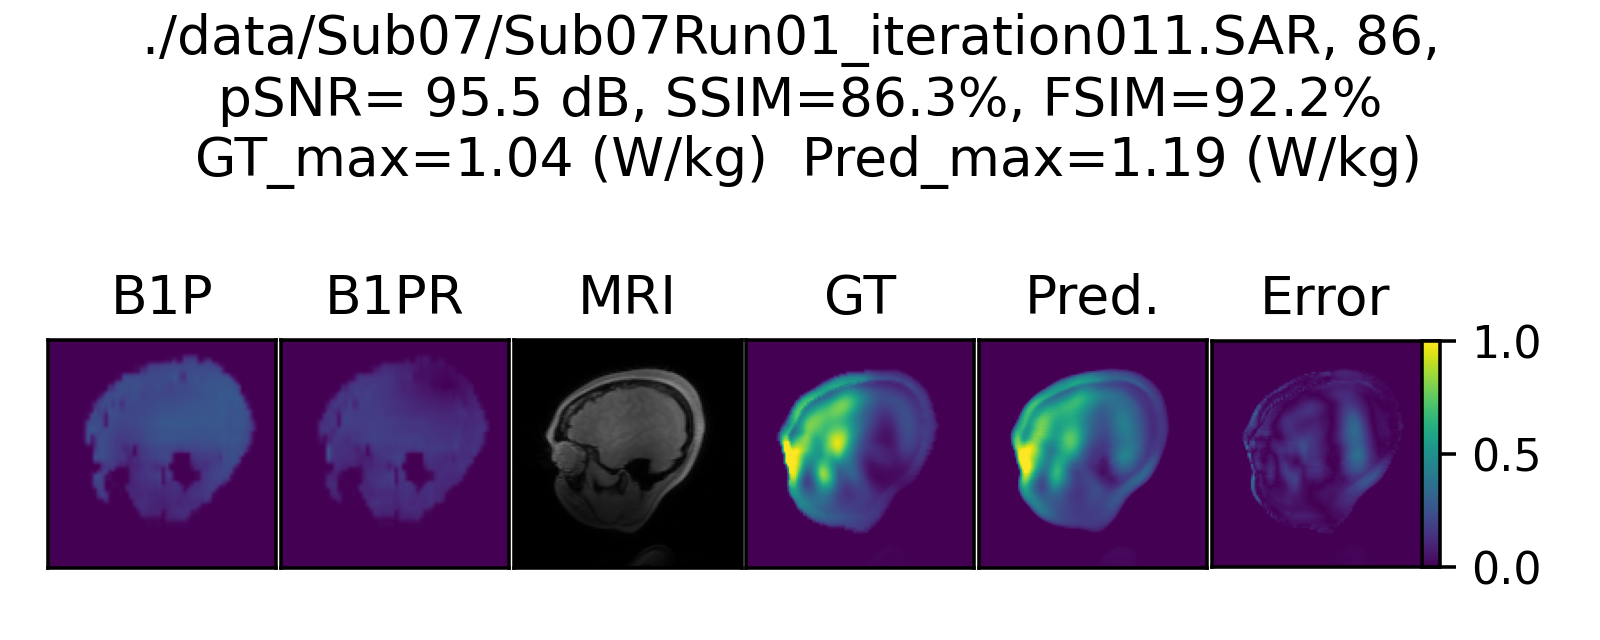 ./data/Sub07/Sub07Run01_iteration011.SAR, 86,
pSNR= 95.5 dB, SSIM=86.3%, FSIM=92.2%
GT_max=1.04 (W/kg)  Pred_max=1.19 (W/kg)
B1P B1PR MRI GT Pred. Error
1.0
0.5
0.0